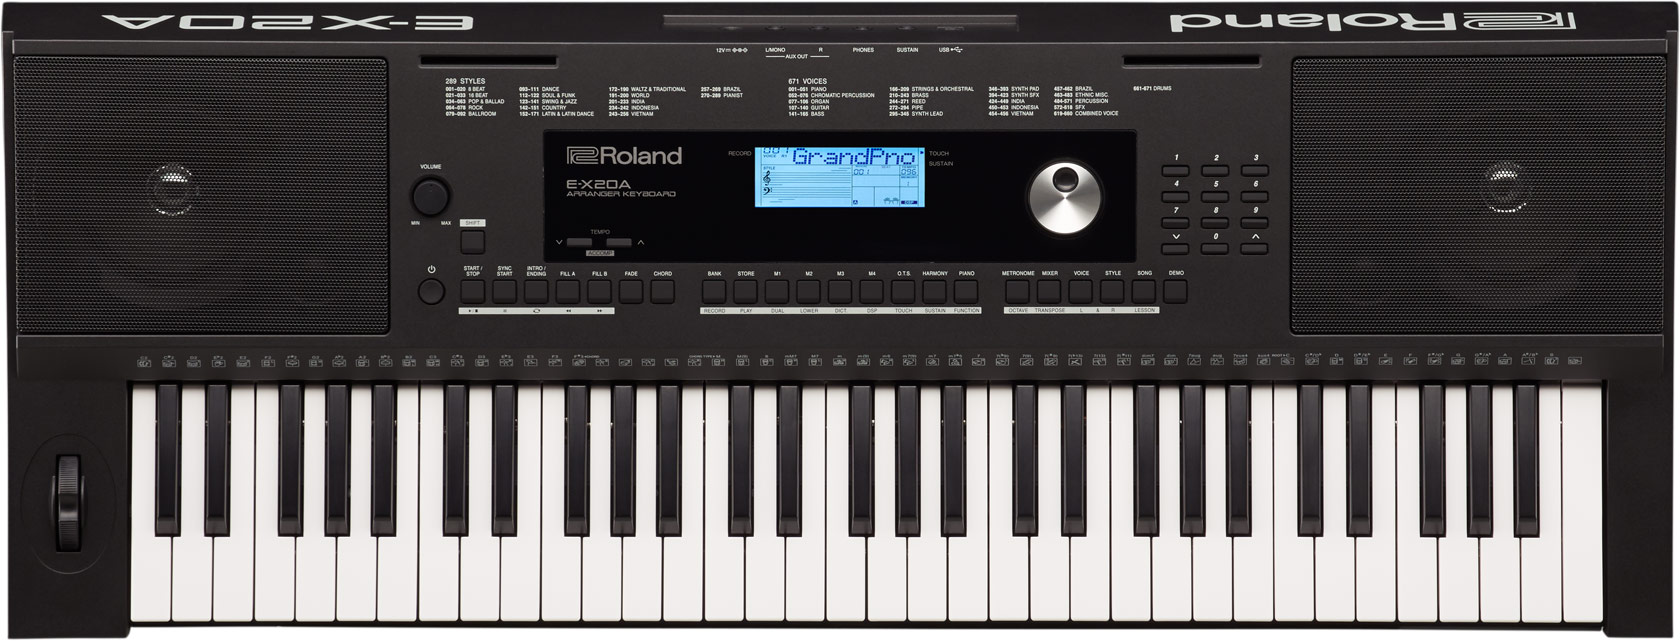 E-X20A
Roland
12V
L/MONO R
AUX OUT
PHONES
SUSTAIN
USB
289 STYLES
001-020 8 BEAT
021-033 16 BEAT
034-063 POP & BALLAD
064-078 ROCK
079-092 BALLROOM
093-111 DANCE
112-122 SOUL & FUNK
123-141 SWING & JAZZ
142-151 COUNTRY
152-171 LATIN & LATIN DANCE
172-190 WALTZ & TRADITIONAL
191-200 WORLD
201-233 INDIA
234-242 INDONESIA
243-256 VIETNAM
257-269 BRAZIL
270-289 PIANIST
671 VOICES
001-051 PIANO
052-076 CHROMATIC PERCUSSION
077-106 ORGAN
107-140 GUITAR
141-165 BASS
166-209 STRINGS & ORCHESTRAL
210-243 BRASS
244-271 REED
272-294 PIPE
295-345 SYNTH LEAD
346-393 SYNTH PAD
394-423 SYNTH SFX
424-449 INDIA
450-453 INDONESIA
454-456 VIETNAM
457-462 BRAZIL
463-483 ETHNIC MISC.
484-571 PERCUSSION
572-618 SFX
619-660 COMBINED VOICE
661-671 DRUMS
VOLUME
MIN MAX
SHIFT
Roland
E-X20A
ARRANGER KEYBOARD
TEMPO
ACCOMP
RECORD
001
VOICE
GrandPno
STYLE
001
096
TOUCH
SUSTAIN
1 2 3
4 5 6
7 8 9
0
START/STOP
SYNC START
INTRO/ENDING
FILL A
FILL B
FADE
CHORD
BANK
STORE
M1
M2
M3
M4
O.T.S.
HARMONY
PIANO
METRONOME
MIXER
VOICE
STYLE
SONG
DEMO
RECORD
PLAY
DUAL
LOWER
DICT.
DSP
TOUCH
SUSTAIN
FUNCTION
OCTAVE
TRANSPOSE
L & R
LESSON